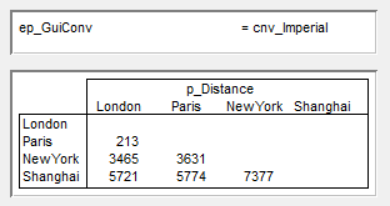 ep_GuiConv = cnv_Imperial
p_Distance
London Paris NewYork Shanghai
London
Paris 213
NewYork 3465 3631
Shanghai 5721 5774 7377